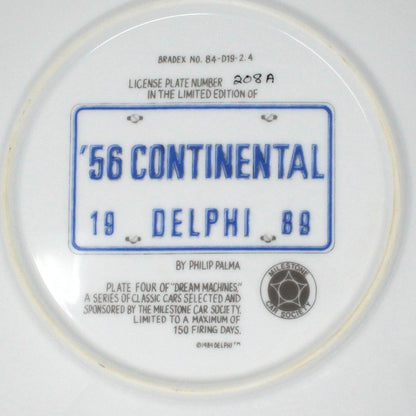 BRADEX NO. 84-D19-2.4
LICENSE PLATE NUMBER 208A
IN THE LIMITED EDITION OF
'56 CONTINENTAL
19 DELPHI 89
BY PHILIP PALMA
MILESTONE
CAR SOCIETY
PLATE FOUR OF "DREAM MACHINES,"
A SERIES OF CLASSIC CARS SELECTED AND
SPONSORED BY THE MILESTONE CAR SOCIETY.
LIMITED TO A MAXIMUM OF
150 FIRING DAYS.
©1989 DELPHI™